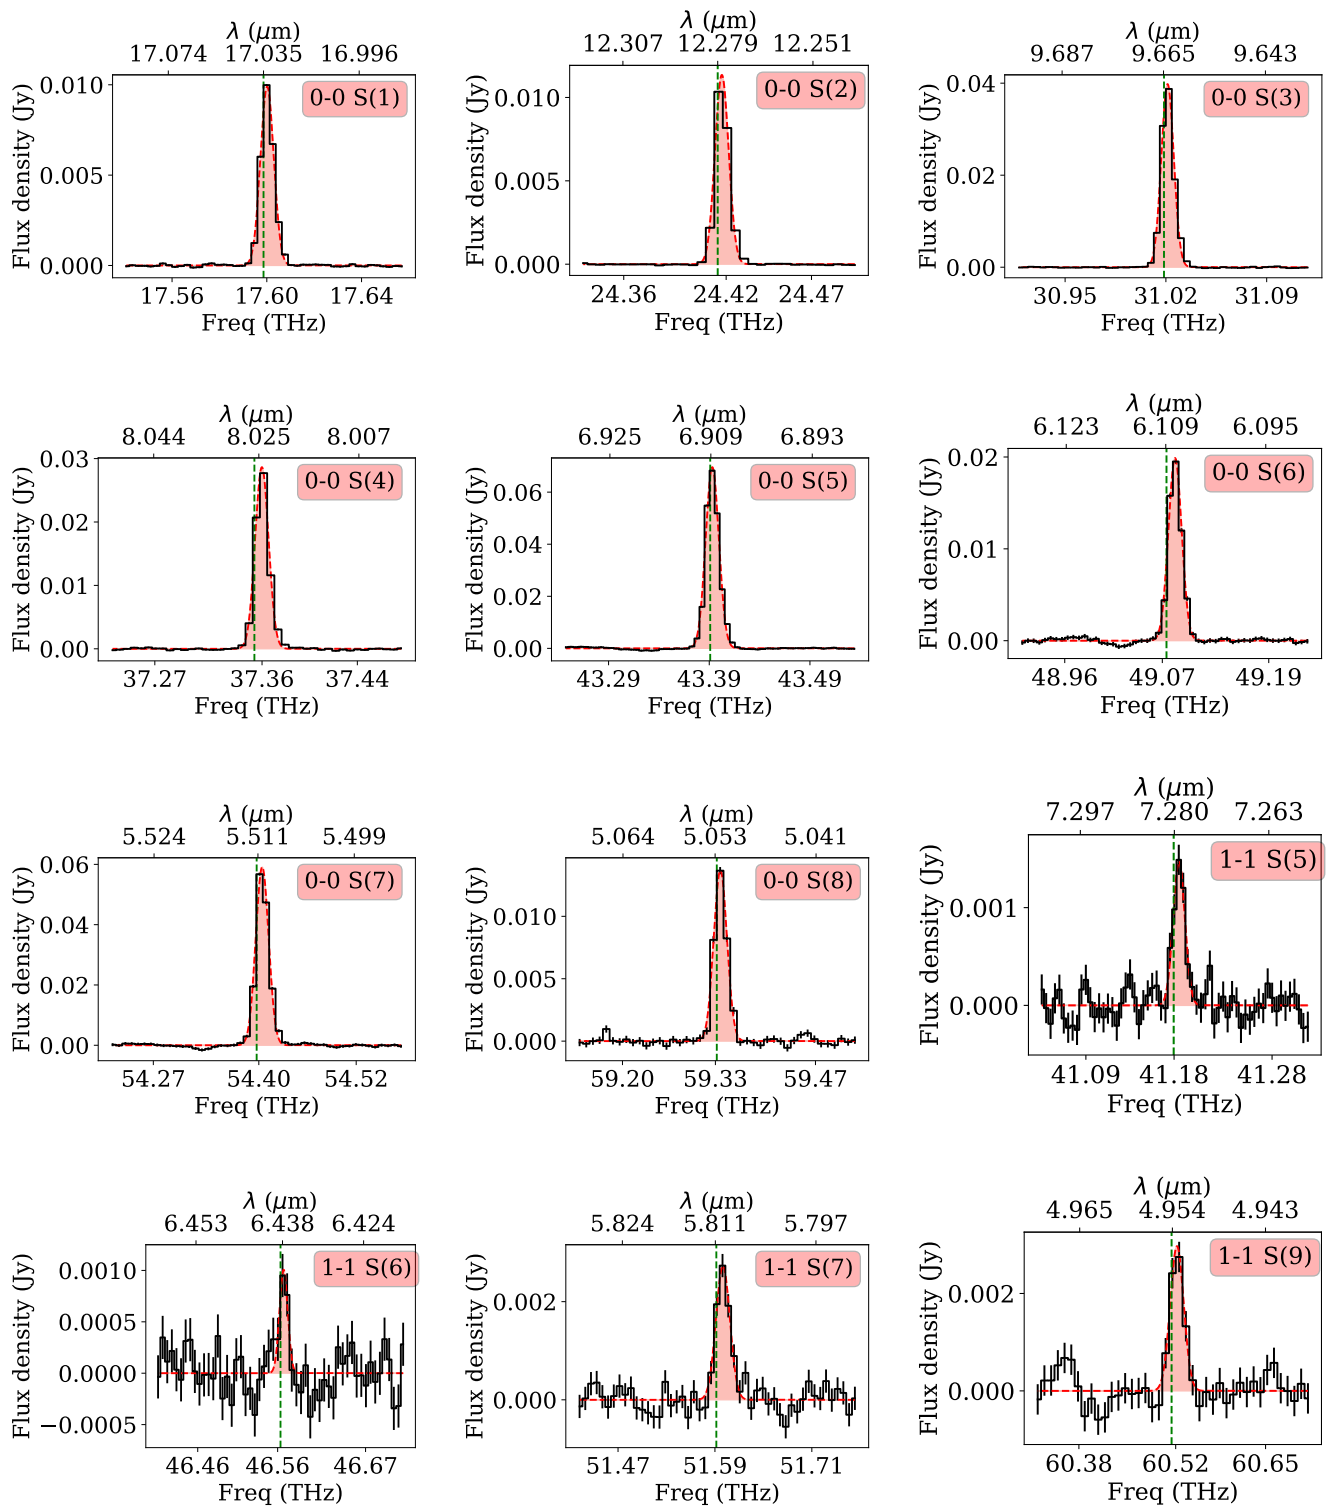 λ (μm)
17.074 17.035 16.996
0-0 S(1)
Flux density (Jy)
0.010
0.005
0.000
17.56 17.60 17.64
Freq (THz)
λ (μm)
12.307 12.279 12.251
0-0 S(2)
Flux density (Jy)
0.010
0.005
0.000
24.36 24.42 24.47
Freq (THz)
λ (μm)
9.687 9.665 9.643
0-0 S(3)
Flux density (Jy)
0.04
0.02
0.00
30.95 31.02 31.09
Freq (THz)
λ (μm)
8.044 8.025 8.007
0-0 S(4)
Flux density (Jy)
0.03
0.02
0.01
0.00
37.27 37.36 37.44
Freq (THz)
λ (μm)
6.925 6.909 6.893
0-0 S(5)
Flux density (Jy)
0.06
0.04
0.02
0.00
43.29 43.39 43.49
Freq (THz)
λ (μm)
6.123 6.109 6.095
0-0 S(6)
Flux density (Jy)
0.02
0.01
0.00
48.96 49.07 49.19
Freq (THz)
λ (μm)
5.524 5.511 5.499
0-0 S(7)
Flux density (Jy)
0.06
0.04
0.02
0.00
54.27 54.40 54.52
Freq (THz)
λ (μm)
5.064 5.053 5.041
0-0 S(8)
Flux density (Jy)
0.010
0.005
0.000
59.20 59.33 59.47
Freq (THz)
λ (μm)
7.297 7.280 7.263
1-1 S(5)
Flux density (Jy)
0.001
0.000
41.09 41.18 41.28
Freq (THz)
λ (μm)
6.453 6.438 6.424
1-1 S(6)
Flux density (Jy)
0.0010
0.0005
0.0000
−0.0005
46.46 46.56 46.67
Freq (THz)
λ (μm)
5.824 5.811 5.797
1-1 S(7)
Flux density (Jy)
0.002
0.000
51.47 51.59 51.71
Freq (THz)
λ (μm)
4.965 4.954 4.943
1-1 S(9)
Flux density (Jy)
0.002
0.000
60.38 60.52 60.65
Freq (THz)